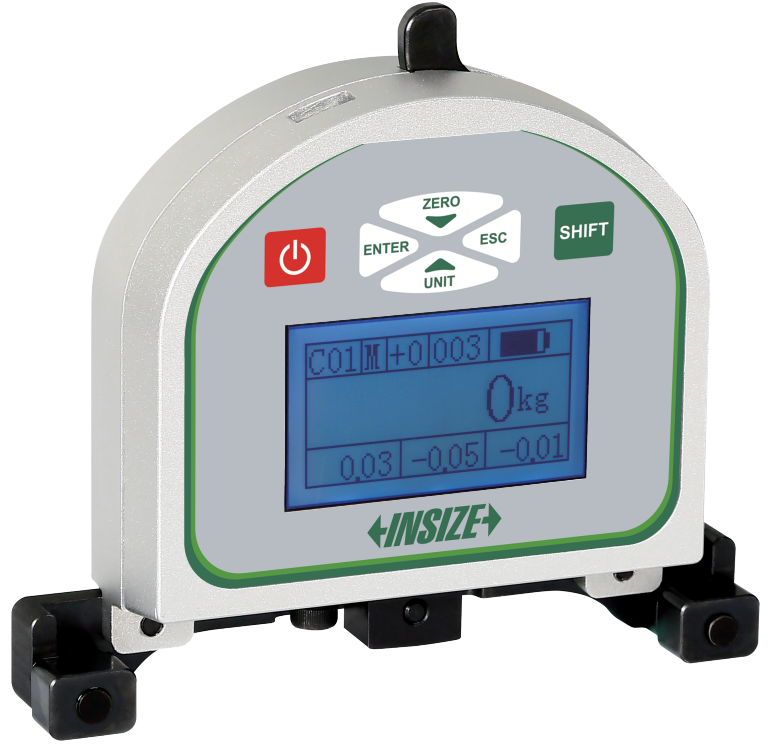 ZERO
ENTER
ESC
UNIT
SHIFT
C01 M +0 003
0kg
0.03 -0.05 -0.01
INSIZE